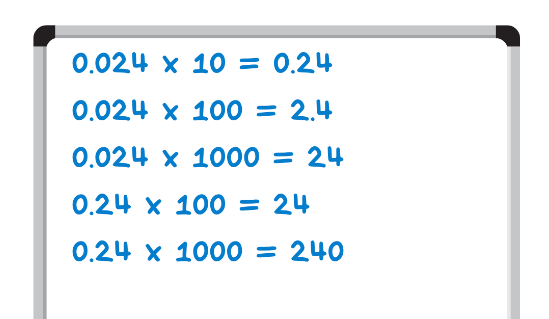 0.024 x 10 = 0.24
0.024 x 100 = 2.4
0.024 x 1000 = 24
0.24 x 100 = 24
0.24 x 1000 = 240